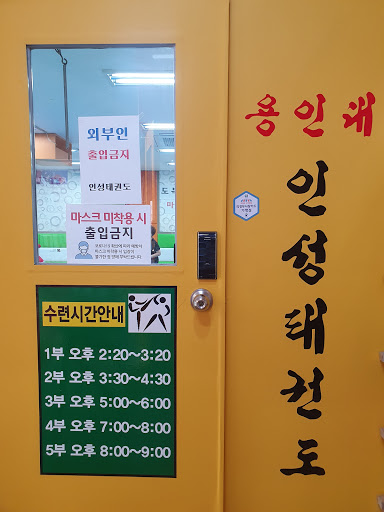 외부인
출입금지
인성태권도
마스크 미착용 시
출입금지
수련시간안내
1부 오후 2:20~3:20
2부 오후 3:30~4:30
3부 오후 5:00~6:00
4부 오후 7:00~8:00
5부 오후 8:00~9:00
용인대
인성태권도